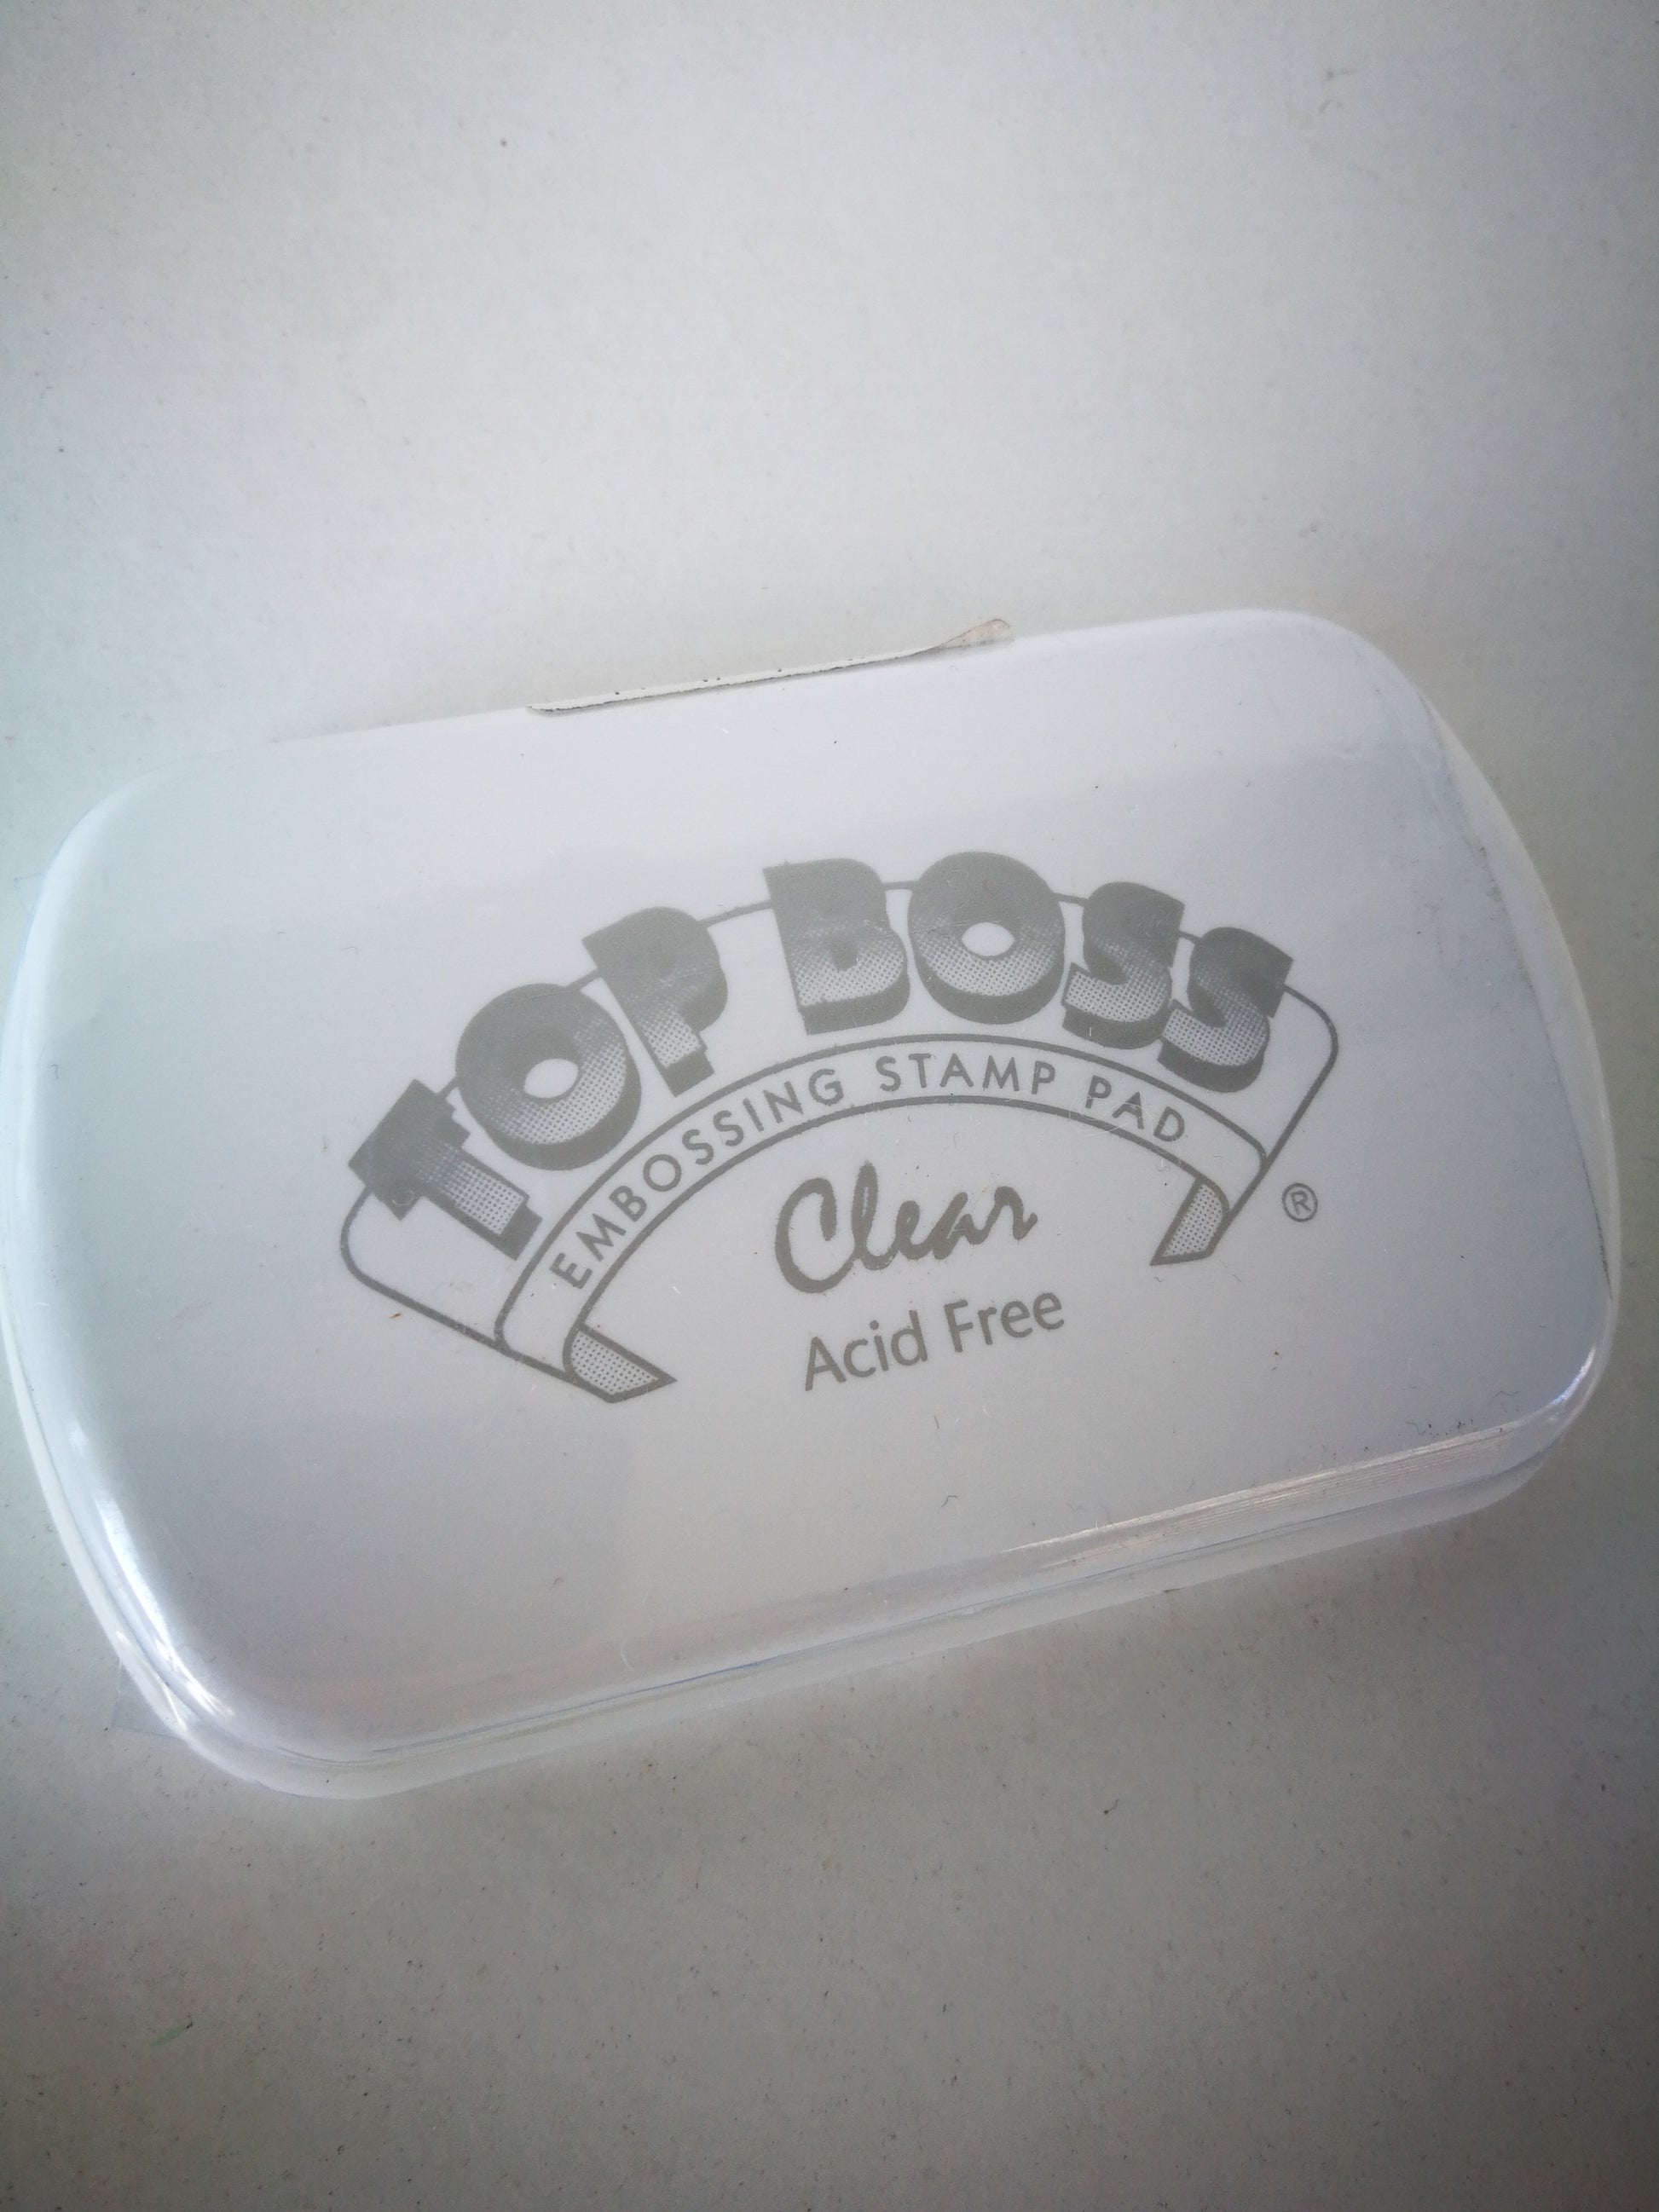 TOP BOSS
EMBOSSING STAMP PAD
®
Clear
Acid Free